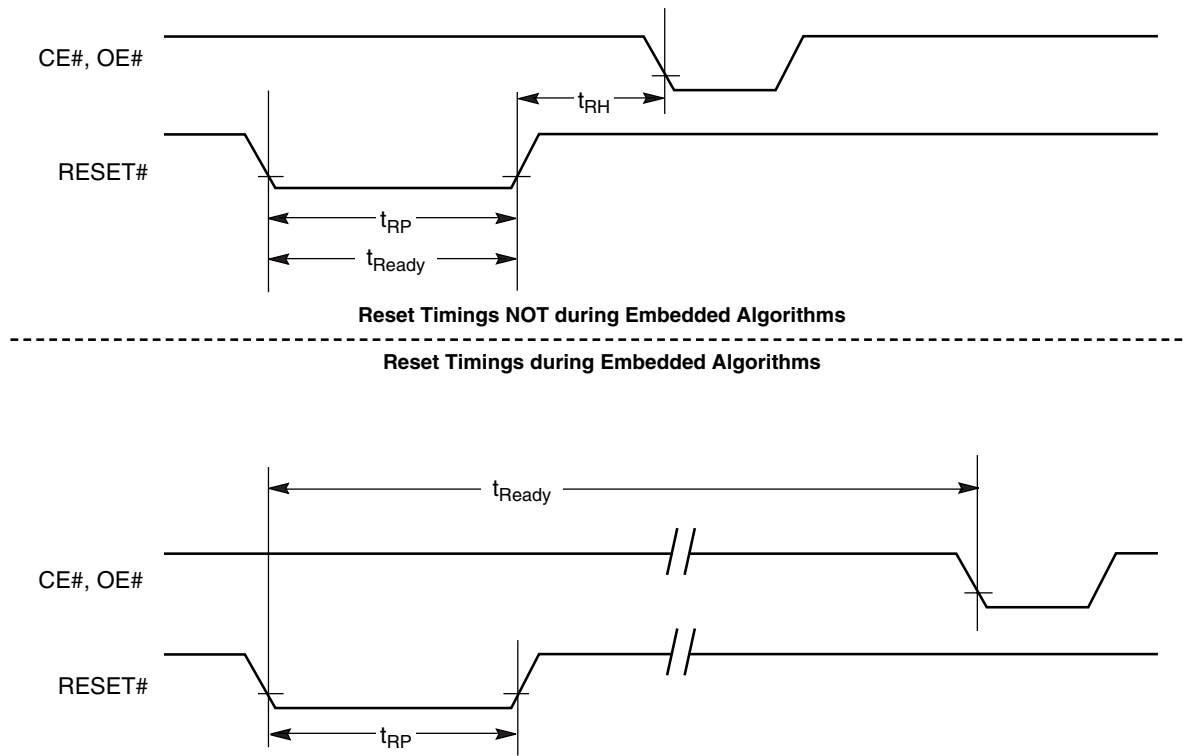 CE#, OE#
tRH
RESET#
tRP
tReady
Reset Timings NOT during Embedded Algorithms
Reset Timings during Embedded Algorithms
tReady
CE#, OE#
RESET#
tRP